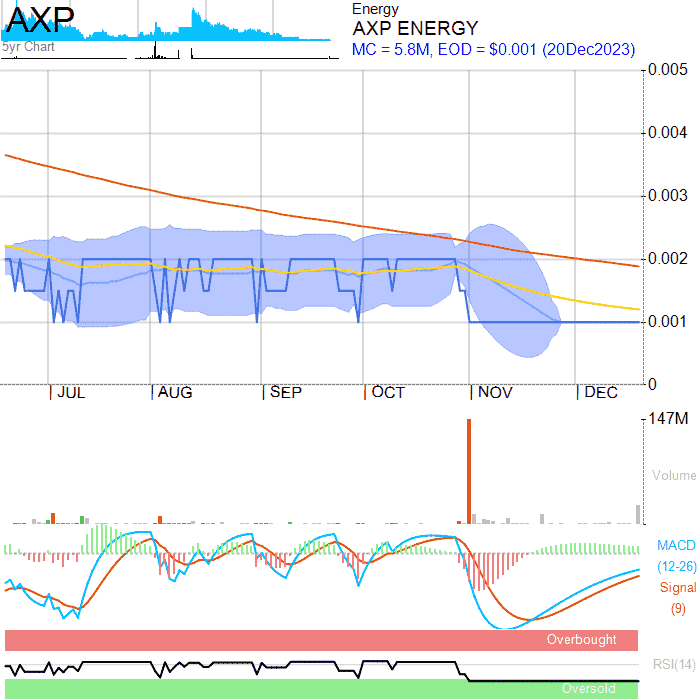 AXP
5yr Chart
Energy
AXP ENERGY
MC = 5.8M, EOD = $0.001 (20Dec2023)
0.005
0.004
0.003
0.002
0.001
0
JUL AUG SEP OCT NOV DEC
147M
Volume
MACD
(12-26)
Signal
(9)
Overbought
RSI(14)
Oversold